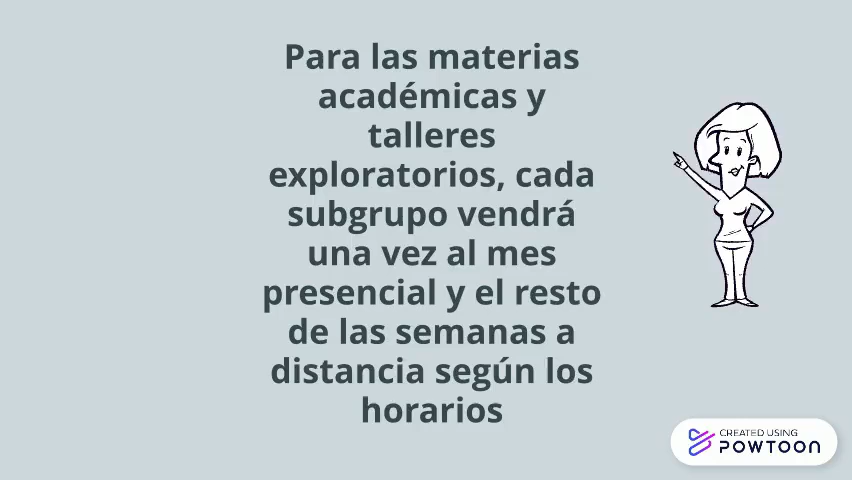 Para las materias
académicas y
talleres
exploratorios, cada
subgrupo vendrá
una vez al mes
presencial y el resto
de las semanas a
distancia según los
horarios
CREATED USING
POWTOON